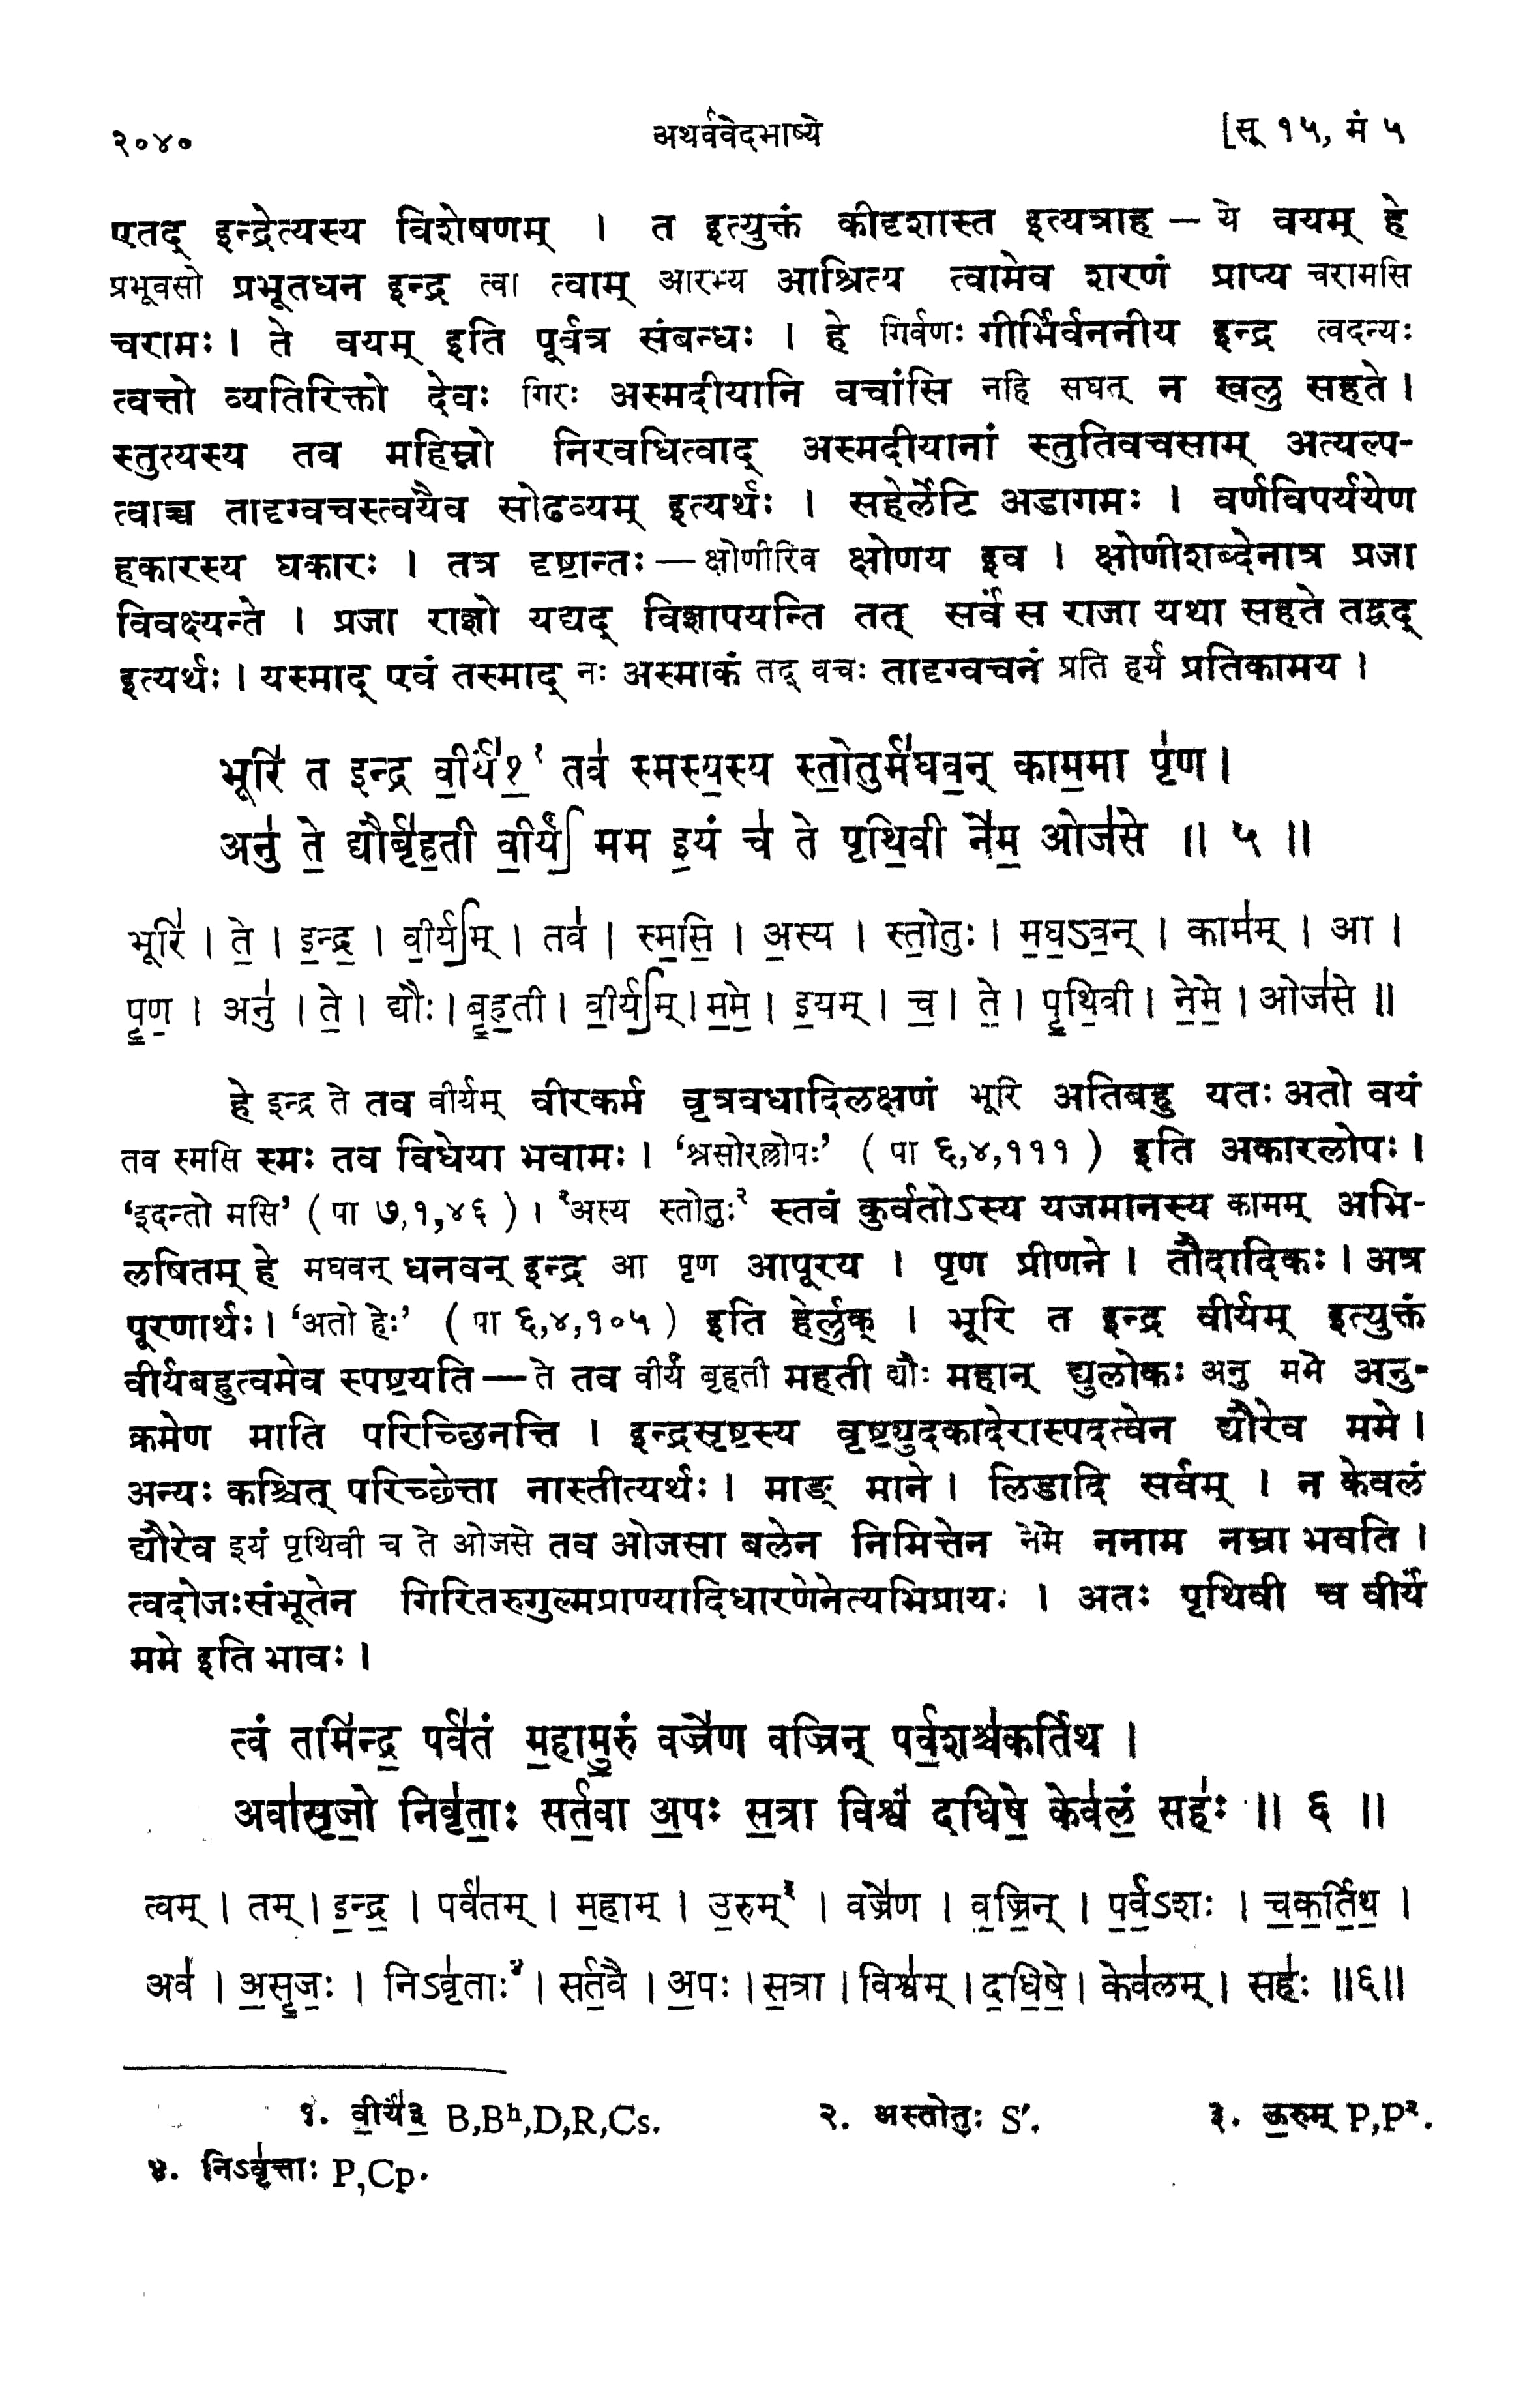 २०४० अथर्ववेदभाष्ये [सू १५, मं ५
एतद् इन्द्रेत्यस्य विशेषणम् । त इत्युक्तं कीदृशास्त इत्यत्राह — ये वयम् हे
प्रभूवसो प्रभूतधन इन्द्र त्वा त्वाम् आरभ्य आश्रित्य त्वामेव शरणं प्राप्य चरामसि
चरामः । ते वयम् इति पूर्वत्र संबन्धः । हे गिर्वणः गीर्भिर्वननीय इन्द्र त्वदन्यः
त्वत्तो व्यतिरिक्तो देवः गिरः अस्मदीयानि वचांसि नहि सघत् न खलु सहते ।
स्तुत्यस्य तव महिम्नो निरवधित्वाद् अस्मदीयानां स्तुतिवचसाम् अत्यल्प-
त्वाच्च तादृग्वचस्त्वयैव सोढव्यम् इत्यर्थः । सहेर्लेटि अडागमः । वर्णविपर्ययेण
हकारस्य घकारः । तत्र दृष्टान्तः — क्षोणीरिव क्षोणय इव । क्षोणीशब्देनात्र प्रजा
विवक्ष्यन्ते । प्रजा राज्ञो यद्यद् विज्ञापयन्ति तत् सर्वं स राजा यथा सहते तद्वद्
इत्यर्थः । यस्माद् एवं तस्माद् नः अस्माकं तद् वचः तादृग्वचनं प्रति हर्य प्रतिकामय ।
भूरि॑ त इन्द्र वी॒र्यं॑१॒¹ तव॑ स्मस्य॒स्य स्तो॒तुर्म॑घव॒न् काम॒मा पृ॑ण ।
अनु॑ ते॒ द्यौर्बृ॑ह॒ती वी॒र्यं᳡ मम इ॒यं च॑ ते पृथि॒वी ने॑म॒ ओज॑से ॥ ५ ॥
भूरि॑ । ते॒ । इ॒न्द्र॒ । वी॒र्य᳡म् । तव॑ । स्म॒सि॒ । अ॒स्य । स्तो॒तुः । म॒घ॒ऽव॒न् । काम॑म् । आ ।
पृ॒ण॒ । अनु॑ । ते॒ । द्यौः । बृ॒ह॒ती । वी॒र्य᳡म् । म॒मे॒ । इ॒यम् । च॒ । ते॒ । पृ॒थि॒वी । ने॒मे॒ । ओज॑से ॥
हे इन्द्र ते तव वीर्यम् वीरकर्म वृत्रवधादिलक्षणं भूरि अतिबहु यतः अतो वयं
तव स्मसि स्मः तव विधेया भवामः । ‘श्नसोरल्लोपः’ ( पा ६,४,१११ ) इति अकारलोपः ।
‘इदन्तो मसि’ ( पा ७,१,४६ ) । ²अस्य स्तोतुः² स्तवं कुर्वतोऽस्य यजमानस्य कामम् अभि-
लषितम् हे मघवन् धनवन् इन्द्र आ पृण आपूरय । पृण प्रीणने । तौदादिकः । अत्र
पूरणार्थः । ‘अतो हेः’ ( पा ६,४,१०५ ) इति हेर्लुक् । भूरि त इन्द्र वीर्यम् इत्युक्तं
वीर्यबहुत्वमेव स्पष्टयति — ते तव वीर्यं बृहती महती द्यौः महान् द्युलोकः अनु ममे अनु-
क्रमेण माति परिच्छिनत्ति । इन्द्रसृष्टस्य वृष्ट्युदकादेरास्पदत्वेन द्यौरेव ममे ।
अन्यः कश्चित् परिच्छेत्ता नास्तीत्यर्थः । माङ् माने । लिडादि सर्वम् । न केवलं
द्यौरेव इयं पृथिवी च ते ओजसे तव ओजसा बलेन निमित्तेन नेमे ननाम नम्रा भवति ।
त्वदोजःसंभूतेन गिरितरुगुल्मप्राण्यादिधारणेनेत्यभिप्रायः । अतः पृथिवी च वीर्यं
ममे इति भावः ।
त्वं तमि॑न्द्र॒ पर्व॑तं म॒हामु॒रुं वज्रे॑ण वज्रिन् पर्व॒शश्च॑कर्तिथ ।
अवा॑सृजो॒ निवृ॑ताः॒ सर्त॒वा अ॒पः स॒त्रा विश्वं॑ दधिषे॒ केव॑लं॒ सहः॑ ॥ ६ ॥
त्वम् । तम् । इ॒न्द्र॒ । पर्व॑तम् । म॒हाम् । उ॒रुम्³ । वज्रे॑ण । व॒ज्रि॒न् । प॒र्व॒ऽशः । च॒क॒र्ति॒थ॒ ।
अव॑ । अ॒सृ॒जः॒ । निऽवृ॑ताः⁴ । सर्त॒वै । अ॒पः । स॒त्रा । विश्व॑म् । द॒धि॒षे॒ । केव॑लम् । सहः॑ ॥६॥
१. वी॒र्यं॑३॒ B,Bʰ,D,R,Cs. २. अस्तोतुः S′. ३. ऊ॒रुम् P,P². 
४. निऽवृ॑त्ताः P,Cp.